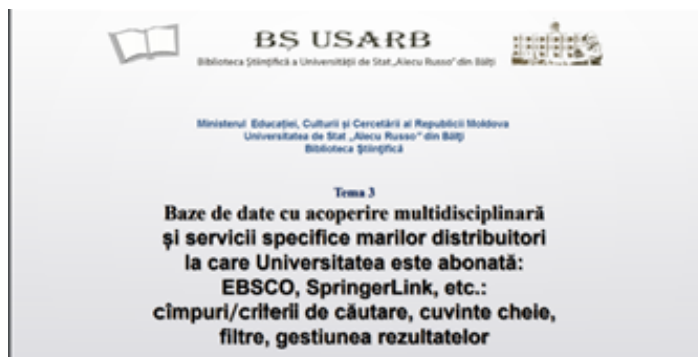 BȘ USARB
Biblioteca Științifică a Universității de Stat „Alecu Russo” din Bălți
Ministerul Educației, Culturii și Cercetării al Republicii Moldova
Universitatea de Stat „Alecu Russo” din Bălți
Biblioteca Științifică
Tema 3
Baze de date cu acoperire multidisciplinară
și servicii specifice marilor distribuitori
la care Universitatea este abonată:
EBSCO, SpringerLink, etc.:
cîmpuri/criterii de căutare, cuvinte cheie,
filtre, gestiunea rezultatelor